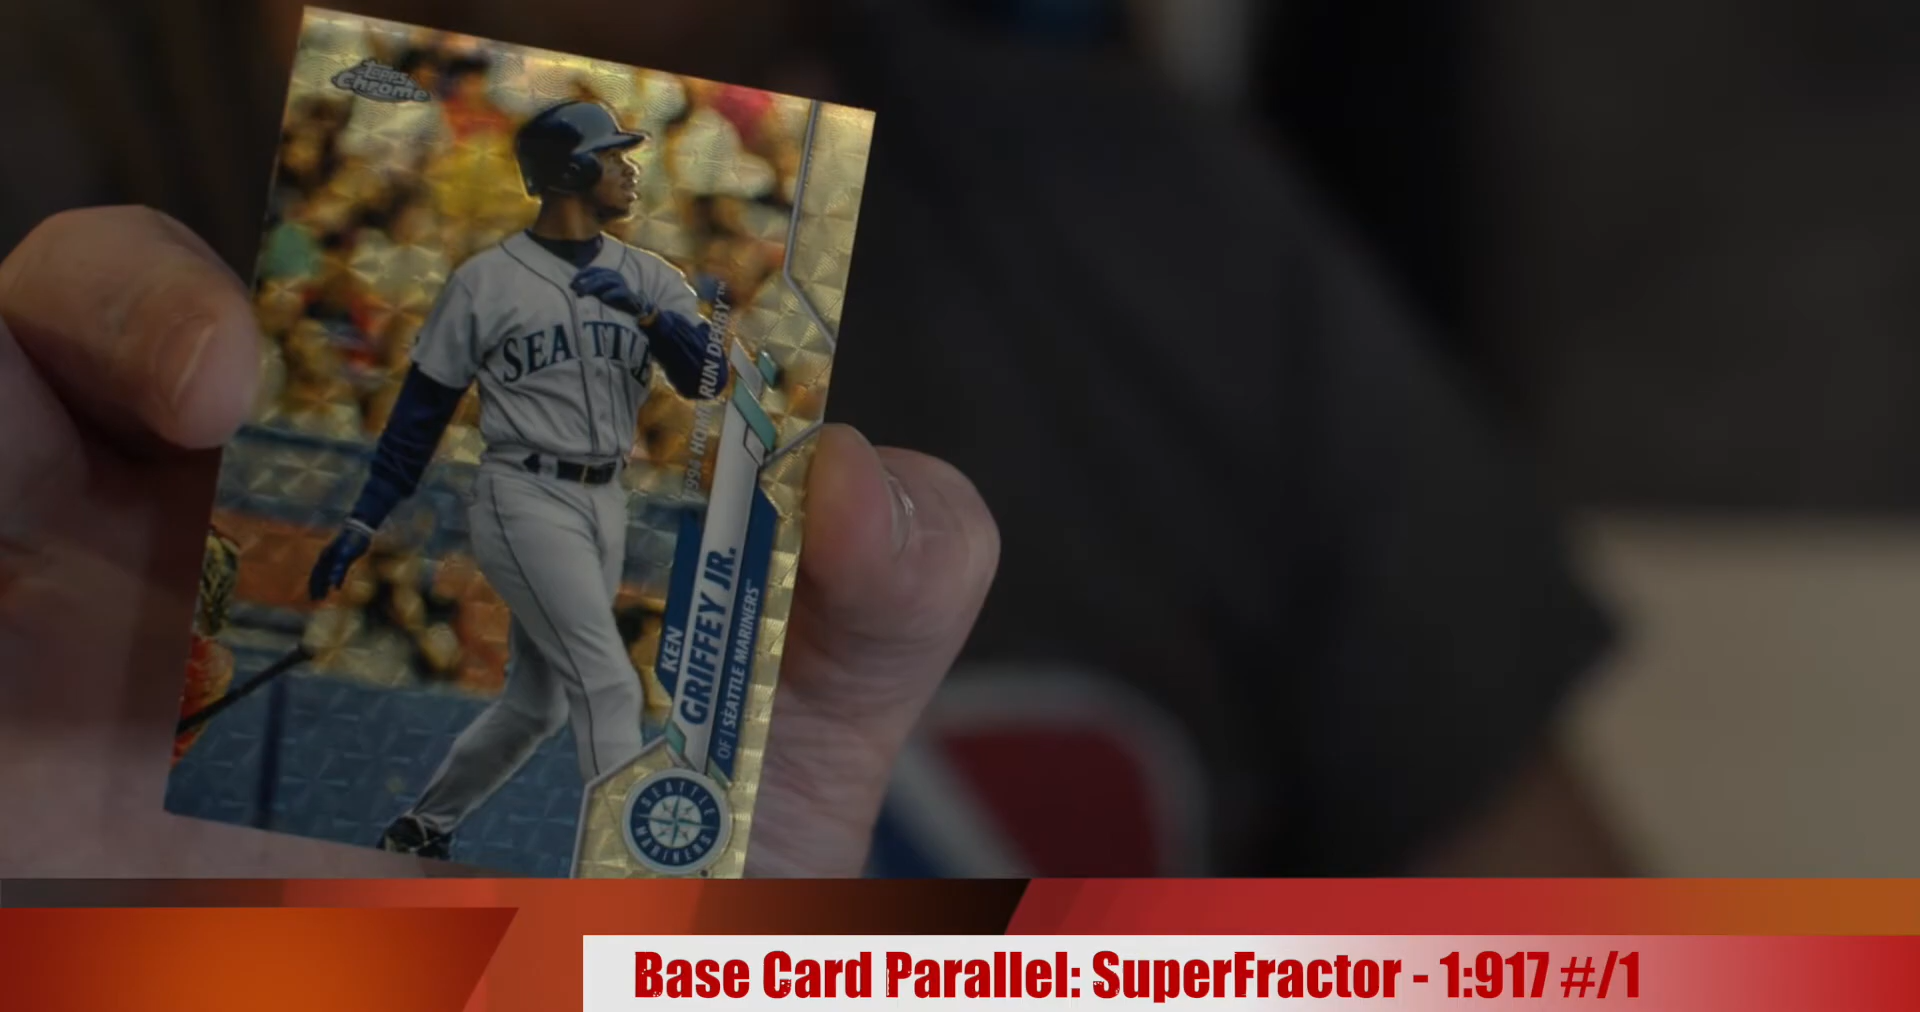 Topps
Chrome
SEATTLE
1994 HOME RUN DERBY™
KEN
GRIFFEY JR.
OF | SEATTLE MARINERS™
SEATTLE
MARINERS
Base Card Parallel: SuperFractor - 1:917 #/1